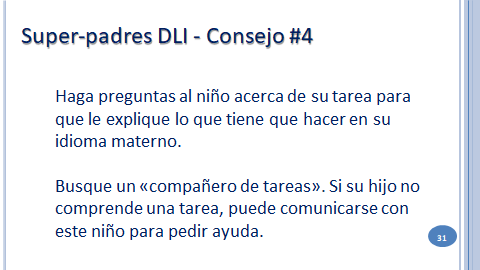 Super-padres DLI - Consejo #4
Haga preguntas al niño acerca de su tarea para
que le explique lo que tiene que hacer en su
idioma materno.
Busque un «compañero de tareas». Si su hijo no
comprende una tarea, puede comunicarse con
este niño para pedir ayuda.
31